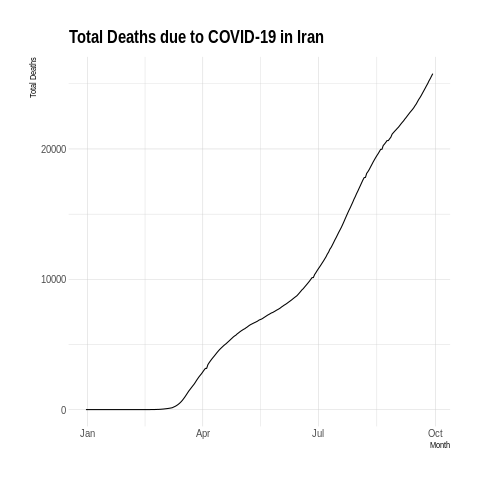 Total Deaths due to COVID-19 in Iran
Total Deaths
20000
10000
0
Jan Apr Jul Oct
Month